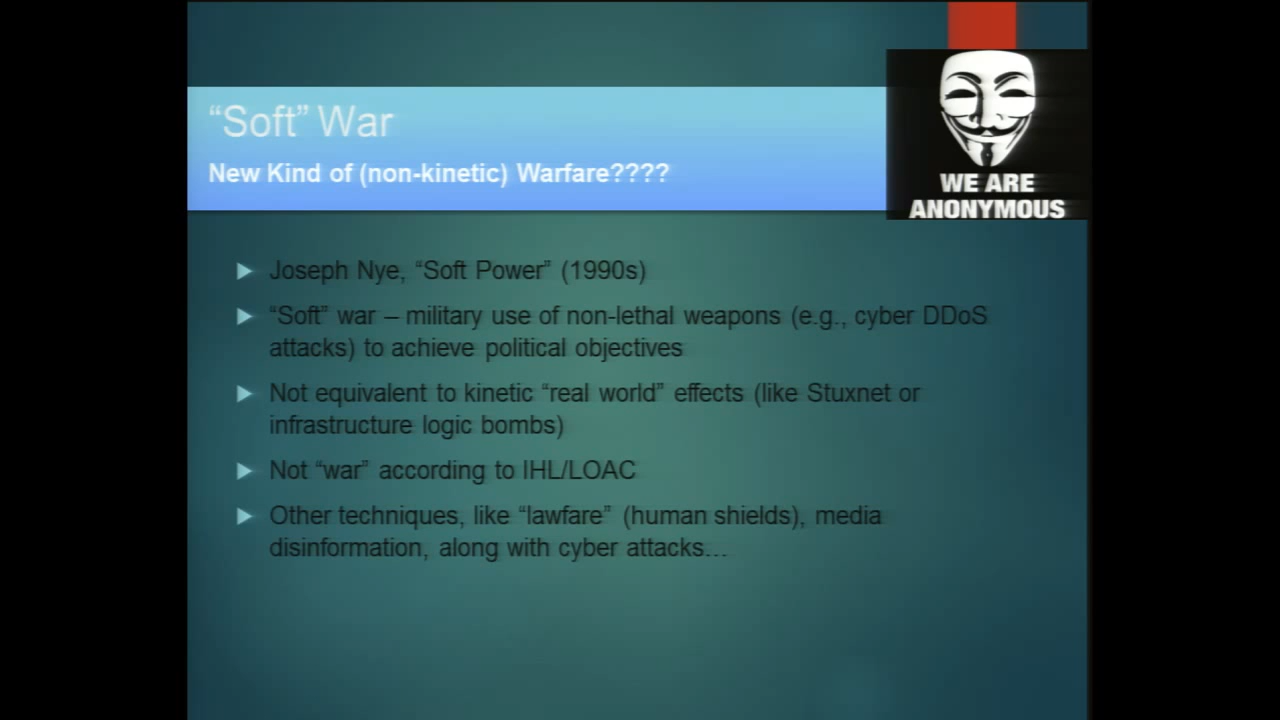 “Soft” War
New Kind of (non-kinetic) Warfare????
WE ARE
ANONYMOUS
Joseph Nye, “Soft Power” (1990s)
“Soft” war – military use of non-lethal weapons (e.g., cyber DDoS
attacks) to achieve political objectives
Not equivalent to kinetic “real world” effects (like Stuxnet or
infrastructure logic bombs)
Not “war” according to IHL/LOAC
Other techniques, like “lawfare” (human shields), media
disinformation, along with cyber attacks…